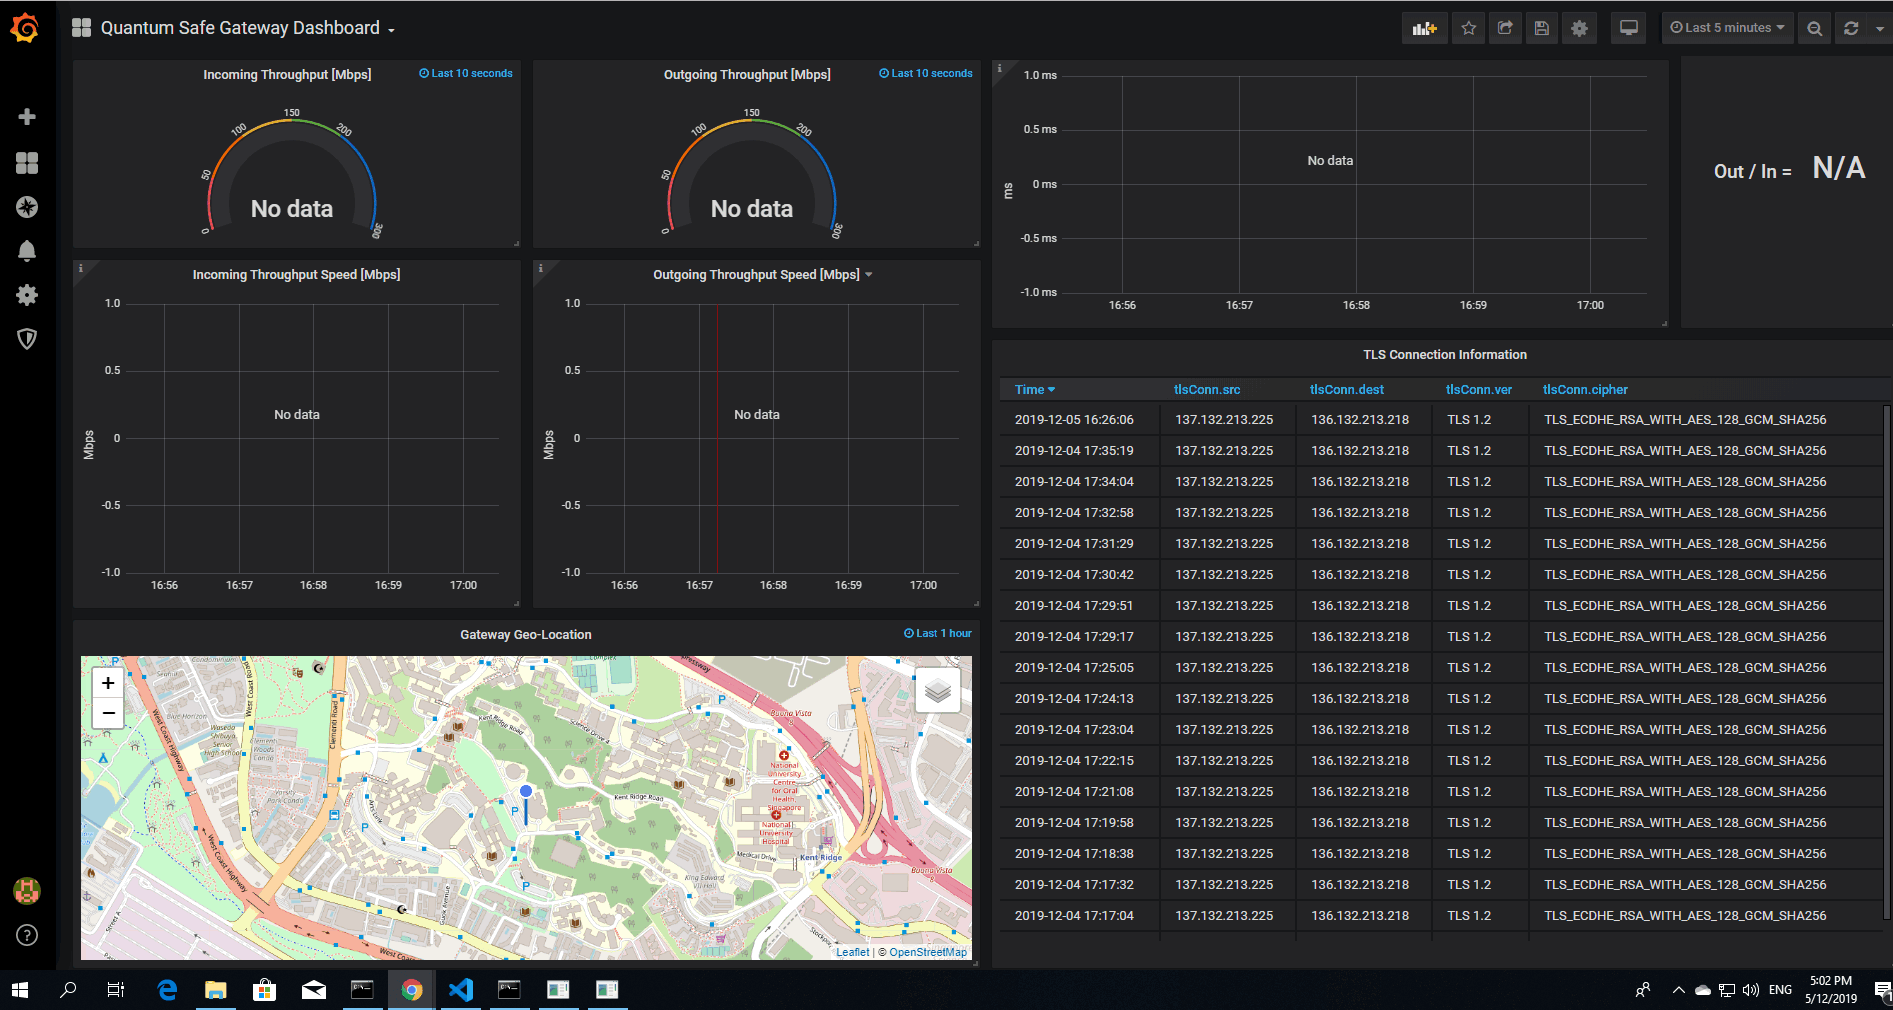 Quantum Safe Gateway Dashboard
Last 5 minutes
Incoming Throughput [Mbps]
Last 10 seconds
0
50
100
150
200
300
No data
Outgoing Throughput [Mbps]
Last 10 seconds
0
50
100
150
200
300
No data
1.0 ms
0.5 ms
0 ms
-0.5 ms
-1.0 ms
ms
No data
16:56 16:57 16:58 16:59 17:00
Out / In = N/A
Incoming Throughput Speed [Mbps]
1.0
0.5
0
-0.5
-1.0
Mbps
No data
16:56 16:57 16:58 16:59 17:00
Outgoing Throughput Speed [Mbps]
1.0
0.5
0
-0.5
-1.0
Mbps
No data
16:56 16:57 16:58 16:59 17:00
TLS Connection Information
Time tlsConn.src tlsConn.dest tlsConn.ver tlsConn.cipher
2019-12-05 16:26:06 137.132.213.225 136.132.213.218 TLS 1.2 TLS_ECDHE_RSA_WITH_AES_128_GCM_SHA256
2019-12-04 17:35:19 137.132.213.225 136.132.213.218 TLS 1.2 TLS_ECDHE_RSA_WITH_AES_128_GCM_SHA256
2019-12-04 17:34:04 137.132.213.225 136.132.213.218 TLS 1.2 TLS_ECDHE_RSA_WITH_AES_128_GCM_SHA256
2019-12-04 17:32:58 137.132.213.225 136.132.213.218 TLS 1.2 TLS_ECDHE_RSA_WITH_AES_128_GCM_SHA256
2019-12-04 17:31:29 137.132.213.225 136.132.213.218 TLS 1.2 TLS_ECDHE_RSA_WITH_AES_128_GCM_SHA256
2019-12-04 17:30:42 137.132.213.225 136.132.213.218 TLS 1.2 TLS_ECDHE_RSA_WITH_AES_128_GCM_SHA256
2019-12-04 17:29:51 137.132.213.225 136.132.213.218 TLS 1.2 TLS_ECDHE_RSA_WITH_AES_128_GCM_SHA256
2019-12-04 17:29:17 137.132.213.225 136.132.213.218 TLS 1.2 TLS_ECDHE_RSA_WITH_AES_128_GCM_SHA256
2019-12-04 17:25:05 137.132.213.225 136.132.213.218 TLS 1.2 TLS_ECDHE_RSA_WITH_AES_128_GCM_SHA256
2019-12-04 17:24:13 137.132.213.225 136.132.213.218 TLS 1.2 TLS_ECDHE_RSA_WITH_AES_128_GCM_SHA256
2019-12-04 17:23:04 137.132.213.225 136.132.213.218 TLS 1.2 TLS_ECDHE_RSA_WITH_AES_128_GCM_SHA256
2019-12-04 17:22:15 137.132.213.225 136.132.213.218 TLS 1.2 TLS_ECDHE_RSA_WITH_AES_128_GCM_SHA256
2019-12-04 17:21:08 137.132.213.225 136.132.213.218 TLS 1.2 TLS_ECDHE_RSA_WITH_AES_128_GCM_SHA256
2019-12-04 17:19:58 137.132.213.225 136.132.213.218 TLS 1.2 TLS_ECDHE_RSA_WITH_AES_128_GCM_SHA256
2019-12-04 17:18:38 137.132.213.225 136.132.213.218 TLS 1.2 TLS_ECDHE_RSA_WITH_AES_128_GCM_SHA256
2019-12-04 17:17:32 137.132.213.225 136.132.213.218 TLS 1.2 TLS_ECDHE_RSA_WITH_AES_128_GCM_SHA256
2019-12-04 17:17:04 137.132.213.225 136.132.213.218 TLS 1.2 TLS_ECDHE_RSA_WITH_AES_128_GCM_SHA256
Gateway Geo-Location
Last 1 hour
+
−
West Coast Highway
West Coast Road
Clementi Road
Kent Ridge Road
Science Drive 4
Buona Vista
8
National
University
Centre
for Oral
Health,
Singapore
National
University
Hospital
Kent Ridge
Kent Ridge Road
Medical Drive
King Edward
VII Hall
Buona Vista
8
West Coast Highway
Leaflet | © OpenStreetMap
ENG
5:02 PM
5/12/2019